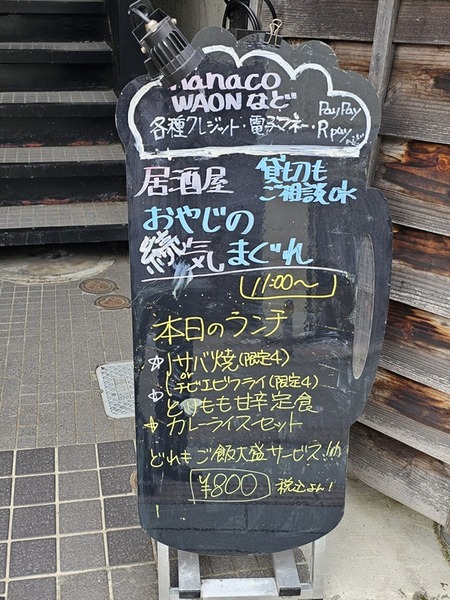 nanaco
WAONなど
各種クレジット・電子マネー・
PayPay
Rpay
居酒屋
貸切も
ご相談OK
おやじの
気まぐれ
11:00〜
本日のランチ
☆サバ焼(限定4)
チビエビフライ(限定4)
☆とりもも甘辛定食
☆カレーライスセット
どれもご飯大盛サービス!
¥800
税込よん!